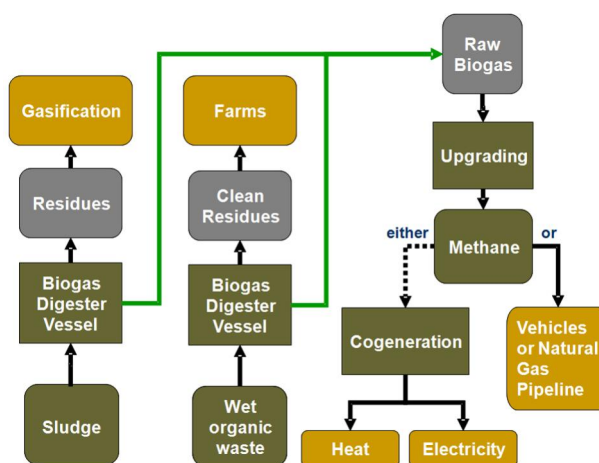 Raw
Biogas
Gasification
Farms
Upgrading
Residues
Clean
Residues
either
or
Methane
Biogas
Digester
Vessel
Biogas
Digester
Vessel
Cogeneration
Vehicles
or Natural
Gas
Pipeline
Sludge
Wet
organic
waste
Heat
Electricity